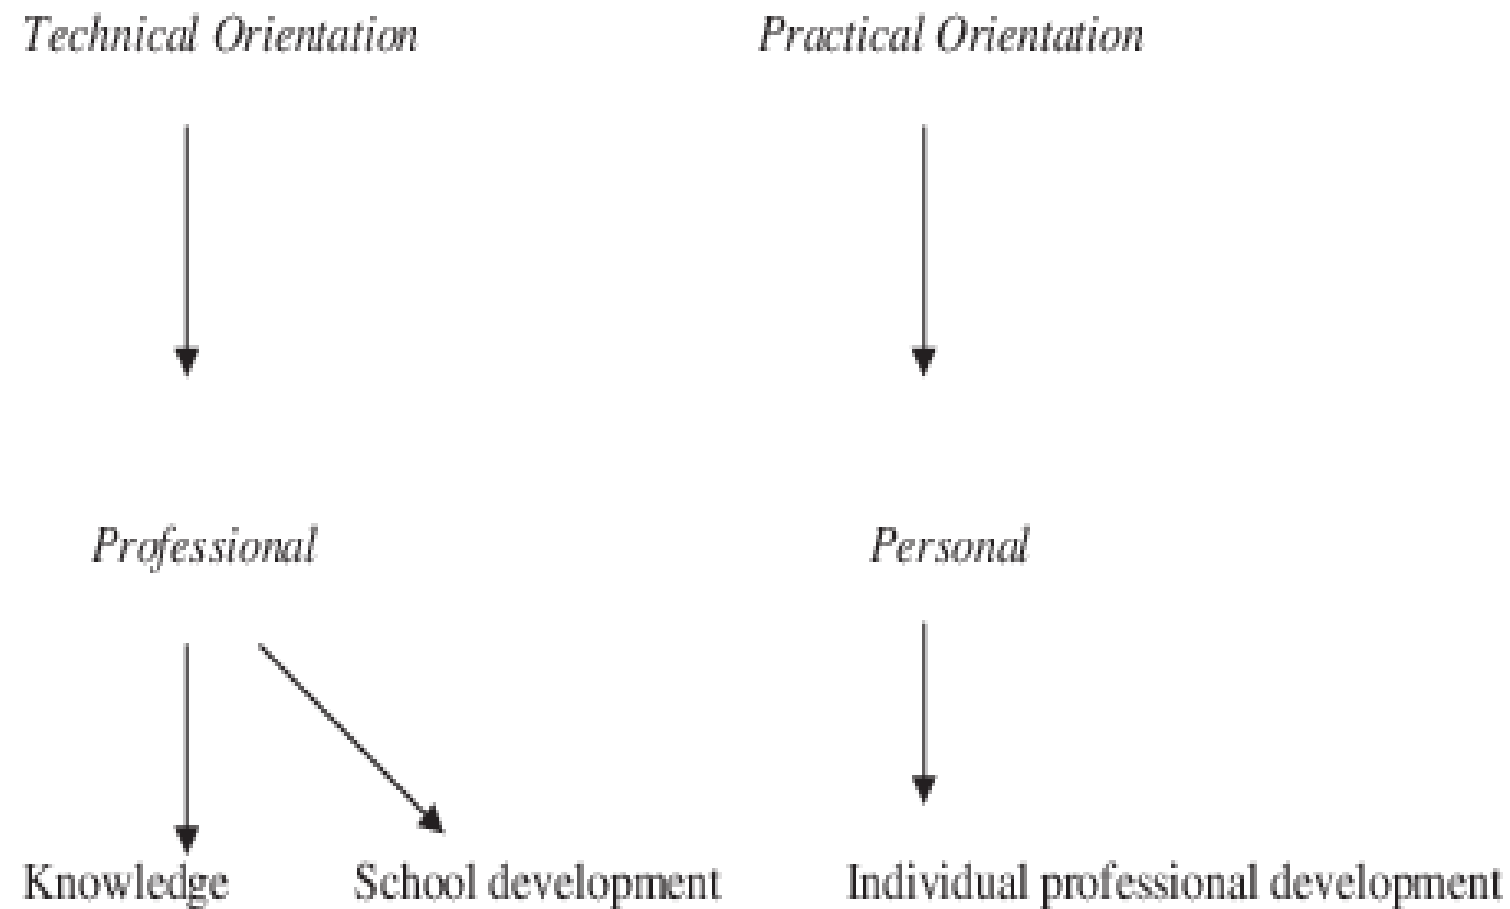 Technical Orientation
Practical Orientation
Professional
Personal
Knowledge
School development
Individual professional development